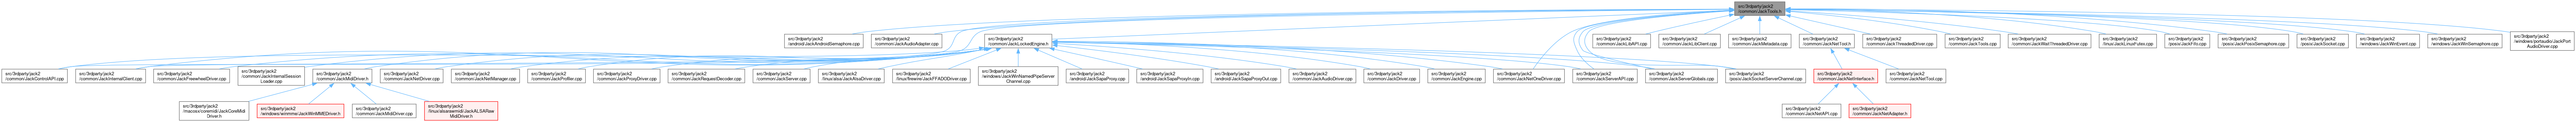 src/3rdparty/jack2
/common/JackTools.h
src/3rdparty/jack2
/android/JackAndroidSemaphore.cpp
src/3rdparty/jack2
/common/JackAudioAdapter.cpp
src/3rdparty/jack2
/common/JackLockedEngine.h
src/3rdparty/jack2
/common/JackLibAPI.cpp
src/3rdparty/jack2
/common/JackLibClient.cpp
src/3rdparty/jack2
/common/JackMetadata.cpp
src/3rdparty/jack2
/common/JackNetTool.h
src/3rdparty/jack2
/common/JackThreadedDriver.cpp
src/3rdparty/jack2
/common/JackTools.cpp
src/3rdparty/jack2
/common/JackWaitThreadedDriver.cpp
src/3rdparty/jack2
/linux/JackLinuxFutex.cpp
src/3rdparty/jack2
/posix/JackFifo.cpp
src/3rdparty/jack2
/posix/JackPosixSemaphore.cpp
src/3rdparty/jack2
/posix/JackSocket.cpp
src/3rdparty/jack2
/windows/JackWinEvent.cpp
src/3rdparty/jack2
/windows/JackWinSemaphore.cpp
src/3rdparty/jack2
/windows/portaudio/JackPort
AudioDriver.cpp
src/3rdparty/jack2
/common/JackControlAPI.cpp
src/3rdparty/jack2
/common/JackInternalClient.cpp
src/3rdparty/jack2
/common/JackFreewheelDriver.cpp
src/3rdparty/jack2
/common/JackInternalSession
Loader.cpp
src/3rdparty/jack2
/common/JackMidiDriver.h
src/3rdparty/jack2
/common/JackNetDriver.cpp
src/3rdparty/jack2
/common/JackNetManager.cpp
src/3rdparty/jack2
/common/JackProfiler.cpp
src/3rdparty/jack2
/common/JackProxyDriver.cpp
src/3rdparty/jack2
/common/JackRequestDecoder.cpp
src/3rdparty/jack2
/common/JackServer.cpp
src/3rdparty/jack2
/linux/alsa/JackAlsaDriver.cpp
src/3rdparty/jack2
/linux/firewire/JackFFADODriver.cpp
src/3rdparty/jack2
/windows/JackWinNamedPipeServer
Channel.cpp
src/3rdparty/jack2
/android/JackSapaProxy.cpp
src/3rdparty/jack2
/android/JackSapaProxyIn.cpp
src/3rdparty/jack2
/android/JackSapaProxyOut.cpp
src/3rdparty/jack2
/common/JackAudioDriver.cpp
src/3rdparty/jack2
/common/JackDriver.cpp
src/3rdparty/jack2
/common/JackEngine.cpp
src/3rdparty/jack2
/common/JackNetOneDriver.cpp
src/3rdparty/jack2
/common/JackServerAPI.cpp
src/3rdparty/jack2
/common/JackServerGlobals.cpp
src/3rdparty/jack2
/posix/JackSocketServerChannel.cpp
src/3rdparty/jack2
/common/JackNetInterface.h
src/3rdparty/jack2
/common/JackNetTool.cpp
src/3rdparty/jack2
/macosx/coremidi/JackCoreMidi
Driver.h
src/3rdparty/jack2
/windows/winmme/JackWinMMEDriver.h
src/3rdparty/jack2
/common/JackMidiDriver.cpp
src/3rdparty/jack2
/linux/alsarawmidi/JackALSARaw
MidiDriver.h
src/3rdparty/jack2
/common/JackNetAPI.cpp
src/3rdparty/jack2
/common/JackNetAdapter.h